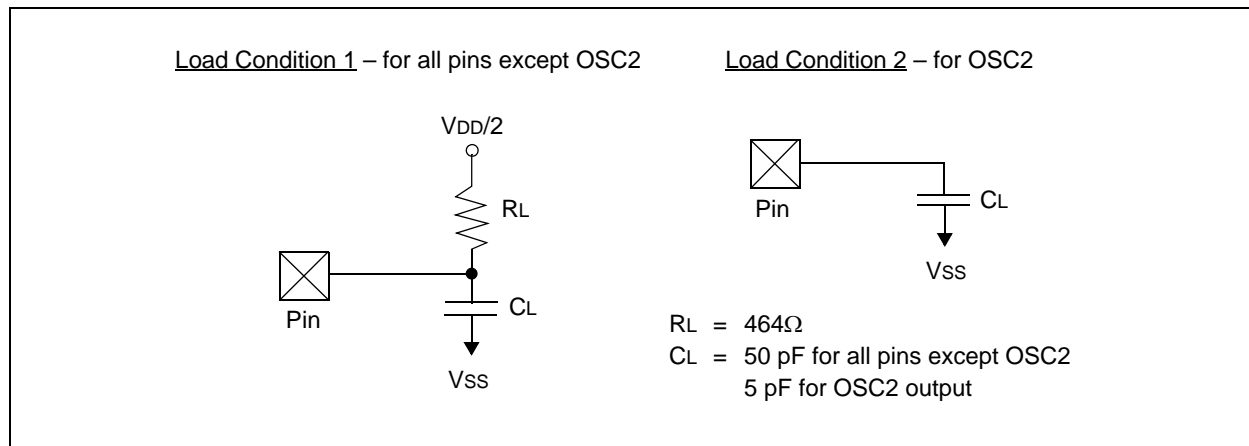 Load Condition 1 – for all pins except OSC2
VDD/2
RL
Pin
CL
VSS
Load Condition 2 – for OSC2
Pin
CL
VSS
RL = 464Ω
CL = 50 pF for all pins except OSC2
5 pF for OSC2 output